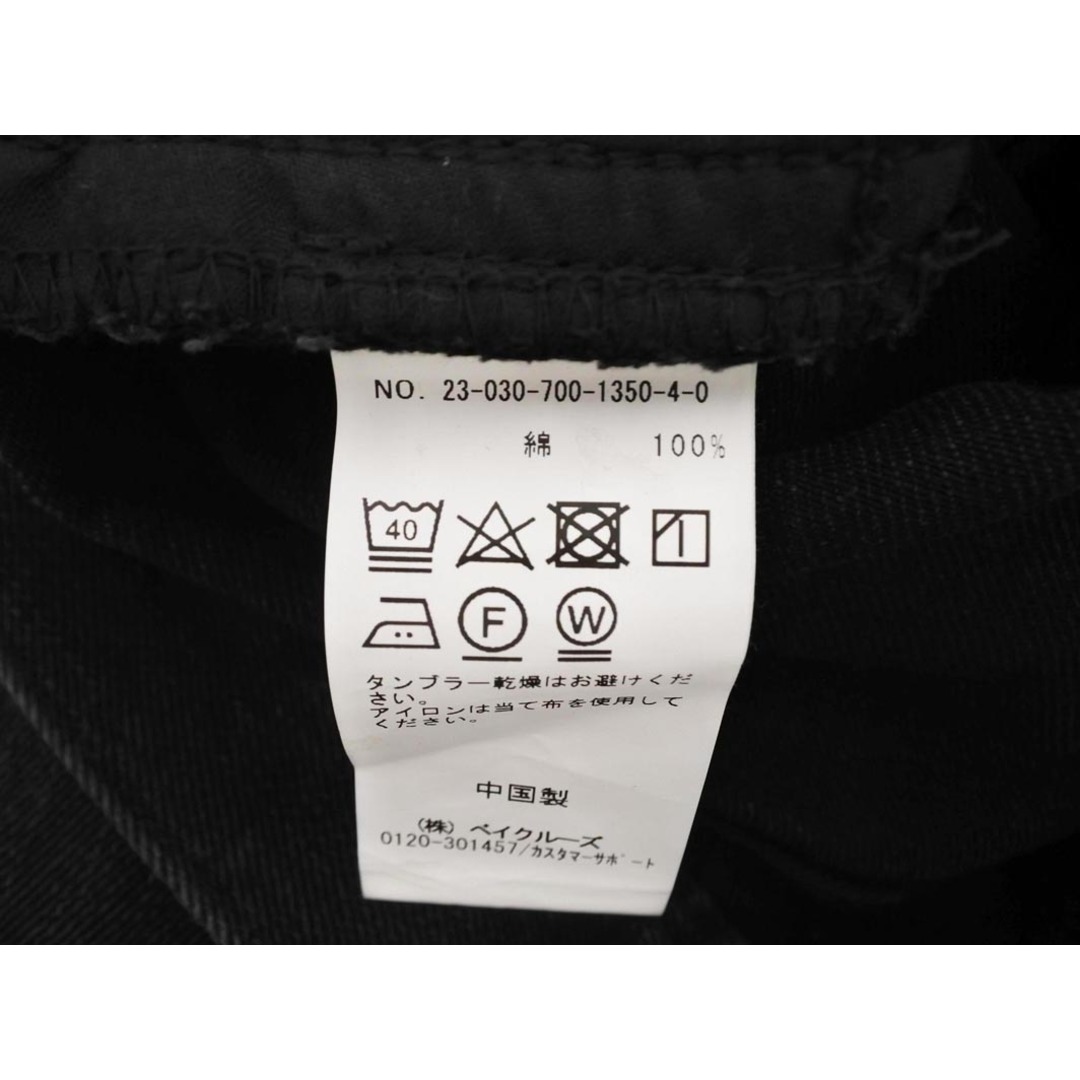 NO. 23-030-700-1350-4-0
綿 100%
40
F
W
タンブラー乾燥はお避けくだ
さい。
アイロンは当て布を使用して
ください。
中国製
(株) ベイクルーズ
0120-301457/カスタマーサポート